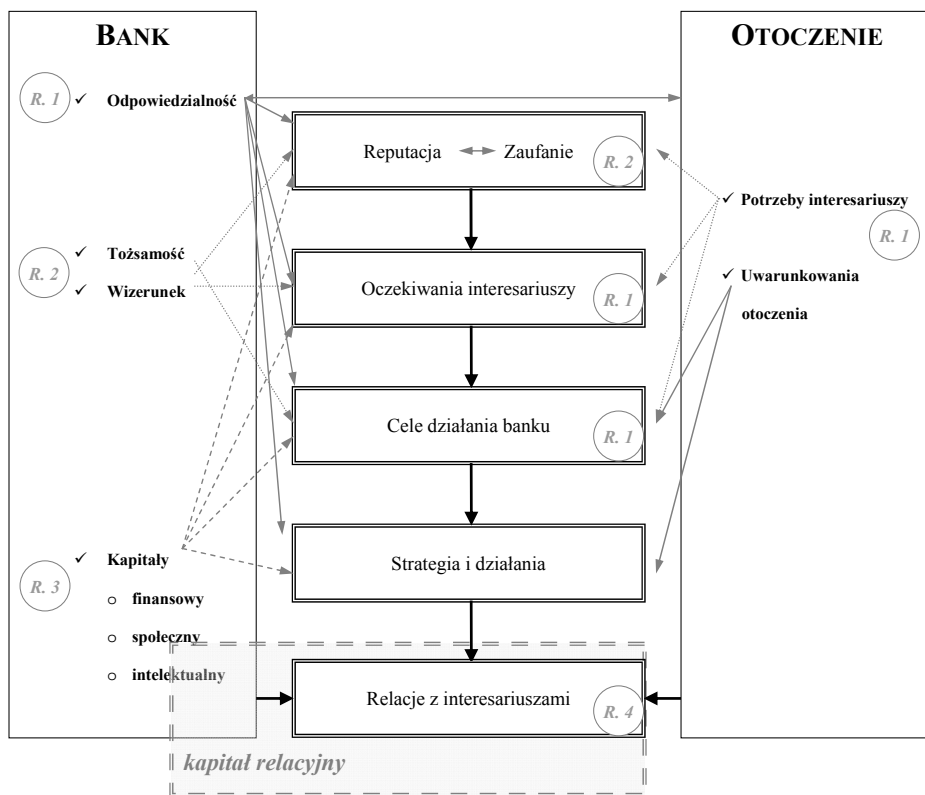 BANK
R. 1
✓ Odpowiedzialność
R. 2
✓ Tożsamość
✓ Wizerunek
R. 3
✓ Kapitały
o finansowy
o społeczny
o intelektualny
Reputacja Zaufanie
R. 2
Oczekiwania interesariuszy
R. 1
Cele działania banku
R. 1
Strategia i działania
Relacje z interesariuszami
R. 4
kapitał relacyjny
OTOCZENIE
✓ Potrzeby interesariuszy
R. 1
✓ Uwarunkowania
otoczenia